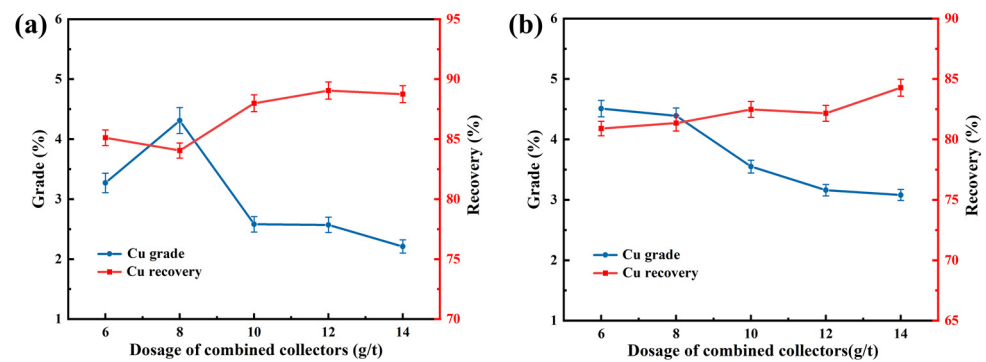 (a)
6
5
4
3
2
1
Grade (%)
95
90
85
80
75
70
Recovery (%)
Cu grade
Cu recovery
6 8 10 12 14
Dosage of combined collectors (g/t)
(b)
6
5
4
3
2
1
Grade (%)
90
85
80
75
70
65
Recovery (%)
Cu grade
Cu recovery
6 8 10 12 14
Dosage of combined collectors(g/t)